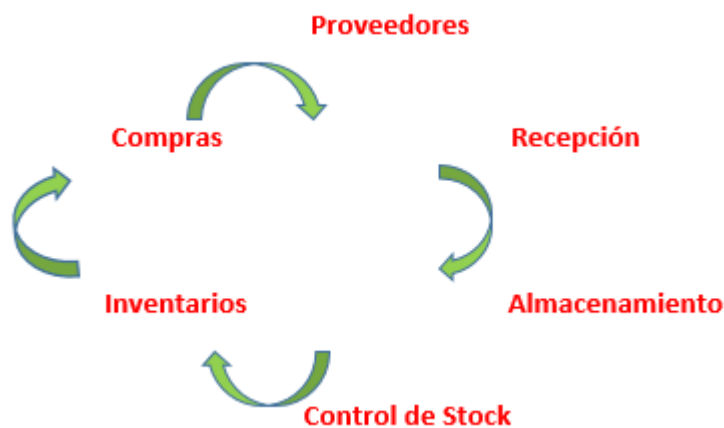 Proveedores
Compras
Recepción
Inventarios
Almacenamiento
Control de Stock